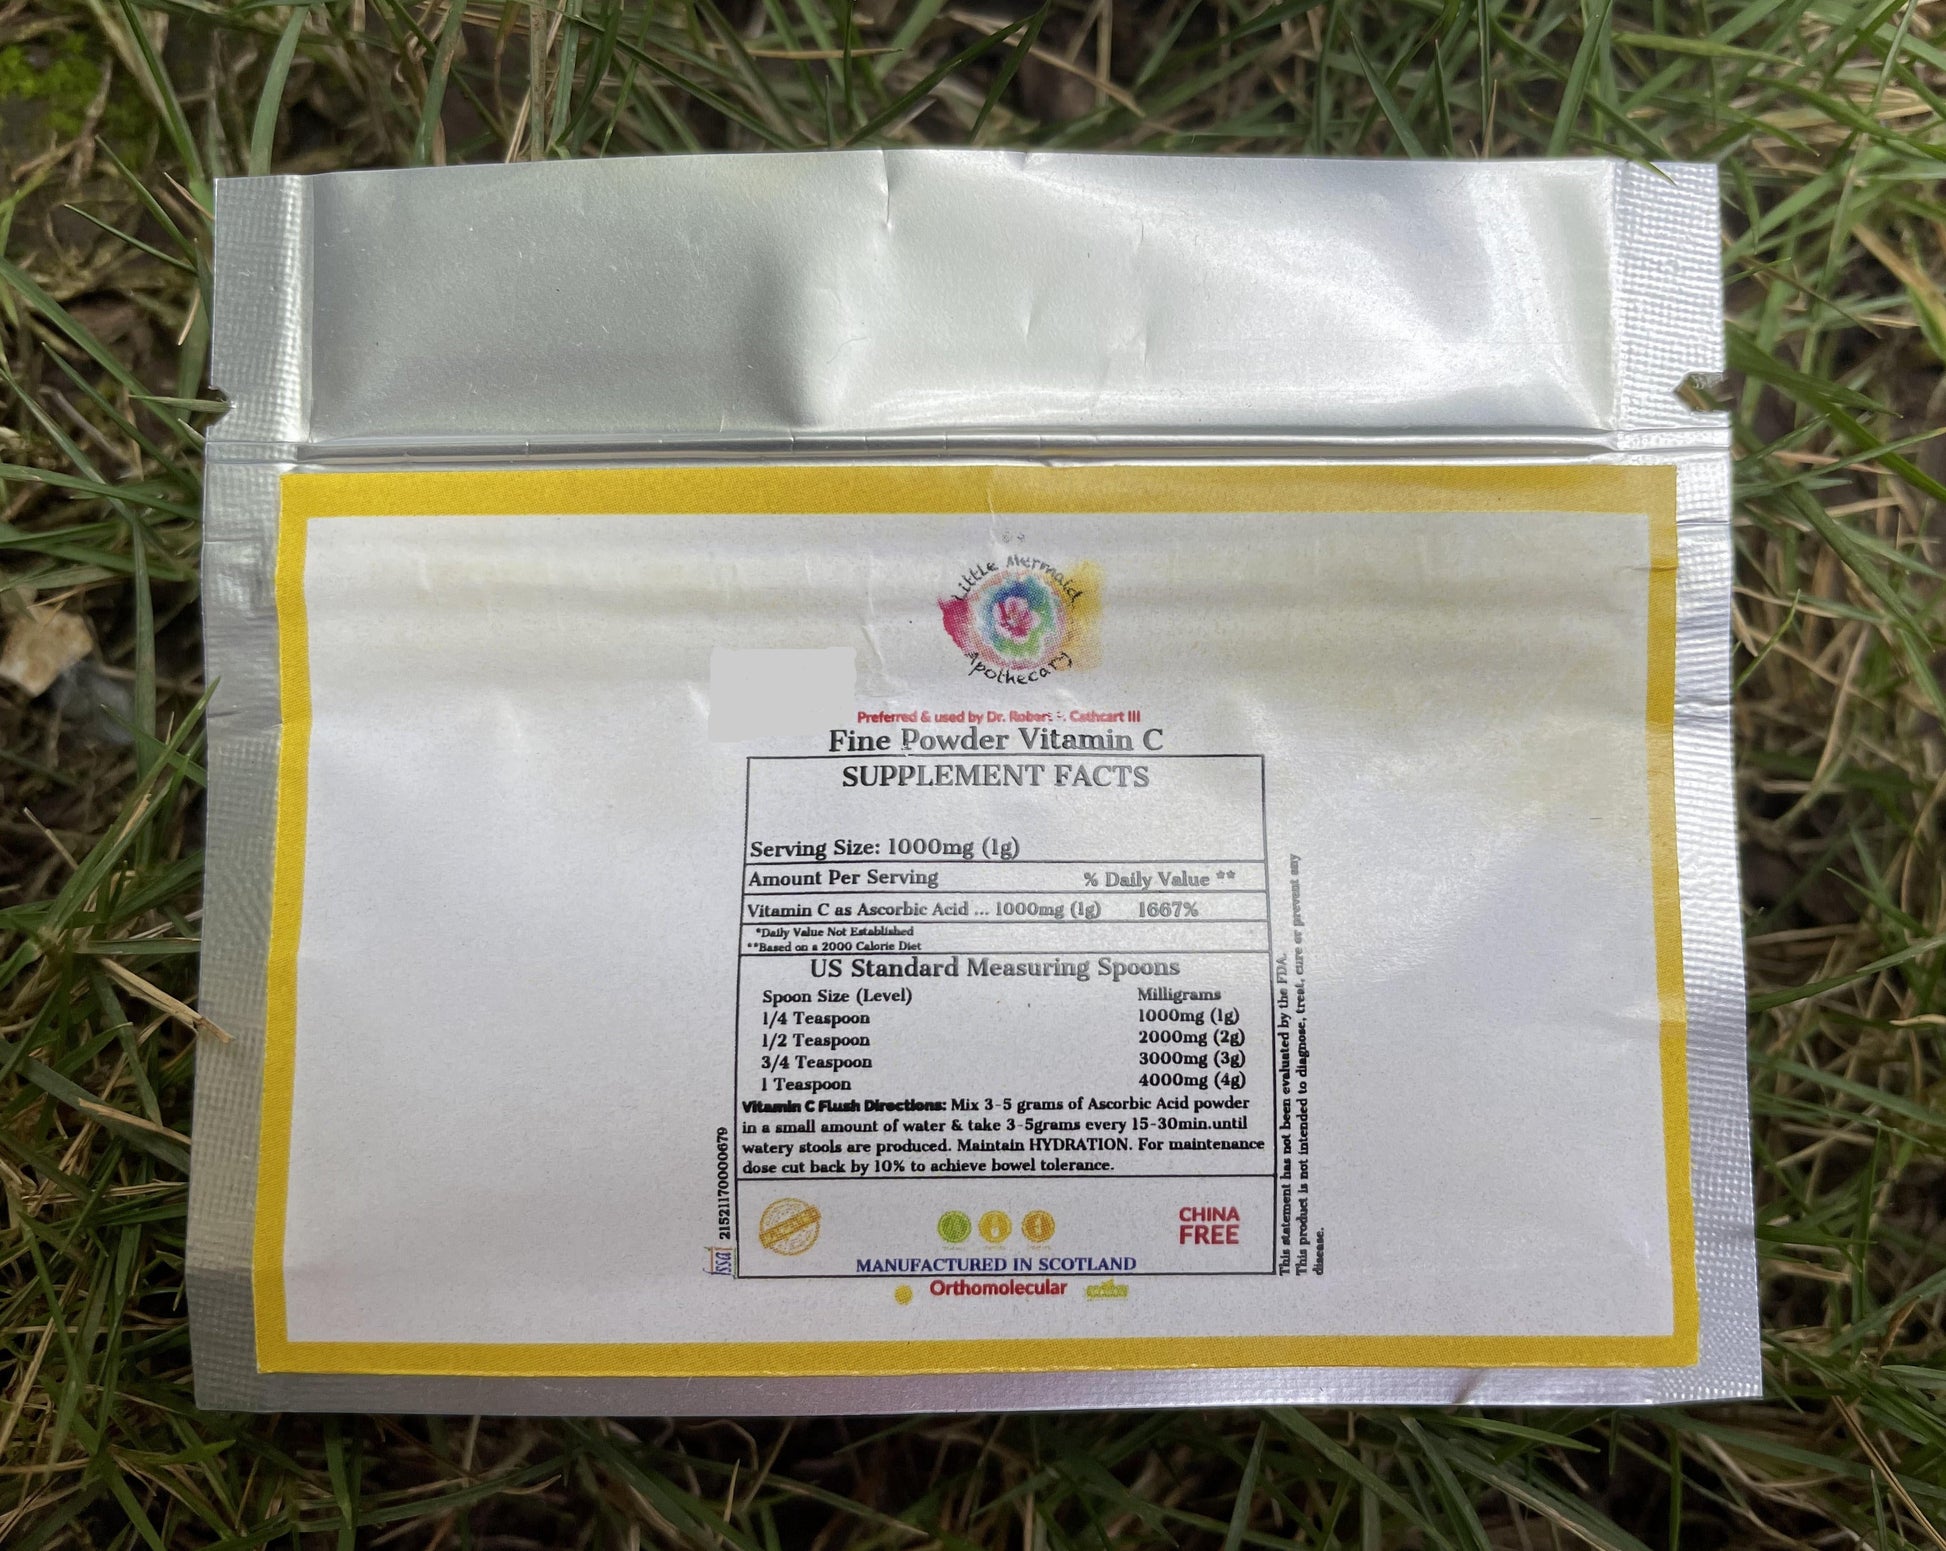 Little Mermaid
Apothecary
Preferred & used by Dr. Robert F. Cathcart III
Fine Powder Vitamin C
SUPPLEMENT FACTS
Serving Size: 1000mg (1g)
Amount Per Serving % Daily Value **
Vitamin C as Ascorbic Acid ... 1000mg (1g) 1667%
*Daily Value Not Established
**Based on a 2000 Calorie Diet
US Standard Measuring Spoons
Spoon Size (Level) Milligrams
1/4 Teaspoon 1000mg (1g)
1/2 Teaspoon 2000mg (2g)
3/4 Teaspoon 3000mg (3g)
1 Teaspoon 4000mg (4g)
Vitamin C Flush Directions: Mix 3-5 grams of Ascorbic Acid powder
in a small amount of water & take 3-5grams every 15-30min.until
watery stools are produced. Maintain HYDRATION. For maintenance
dose cut back by 10% to achieve bowel tolerance.
CHINA
FREE
MANUFACTURED IN SCOTLAND
Orthomolecular
fssai 21521170000679
This statement has not been evaluated by the FDA.
This product is not intended to diagnose, treat, cure or prevent any
disease.